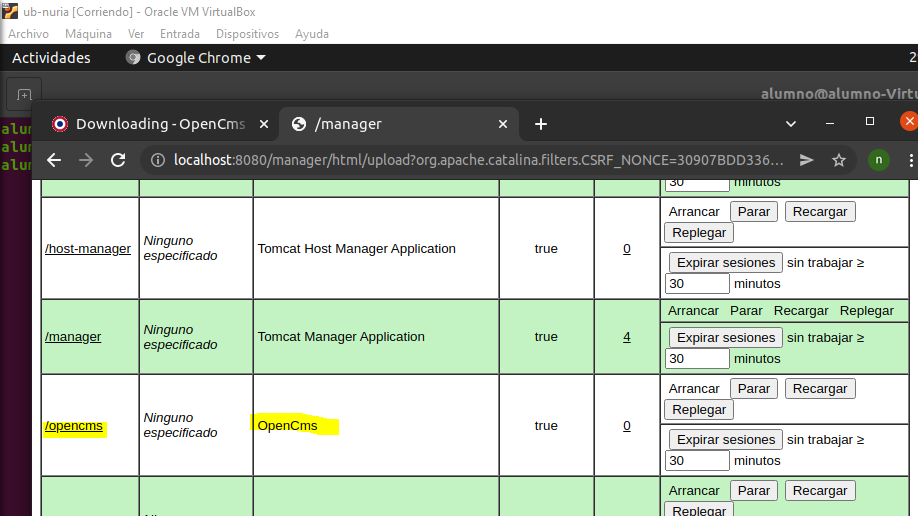 ub-nuria [Corriendo] - Oracle VM VirtualBox
Archivo Máquina Ver Entrada Dispositivos Ayuda
Actividades Google Chrome 2
alumno@alumno-Virtu
alum
alum
alum
Downloading - OpenCms /manager
localhost:8080/manager/html/upload?org.apache.catalina.filters.CSRF_NONCE=30907BDD336... n
30 minutos
/host-manager Ninguno especificado Tomcat Host Manager Application true 0
Arrancar Parar Recargar
Replegar
Expirar sesiones sin trabajar ≥
30 minutos
/manager Ninguno especificado Tomcat Manager Application true 4
Arrancar Parar Recargar Replegar
Expirar sesiones sin trabajar ≥
30 minutos
/opencms Ninguno especificado OpenCms true 0
Arrancar Parar Recargar
Replegar
Expirar sesiones sin trabajar ≥
30 minutos
Arrancar Parar Recargar